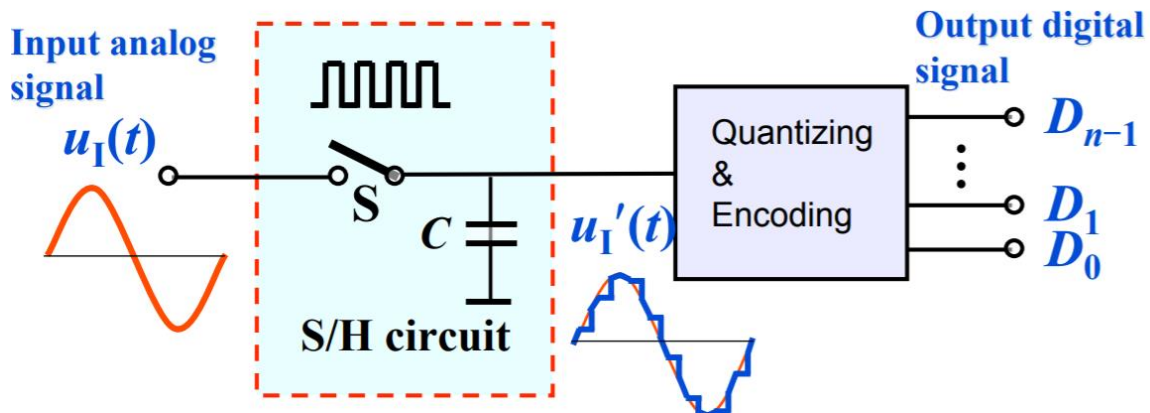 Input analog
signal
u_I(t)
S
C
S/H circuit
u_I′(t)
Quantizing
&
Encoding
Output digital
signal
D_{n−1}
D_1
D_0